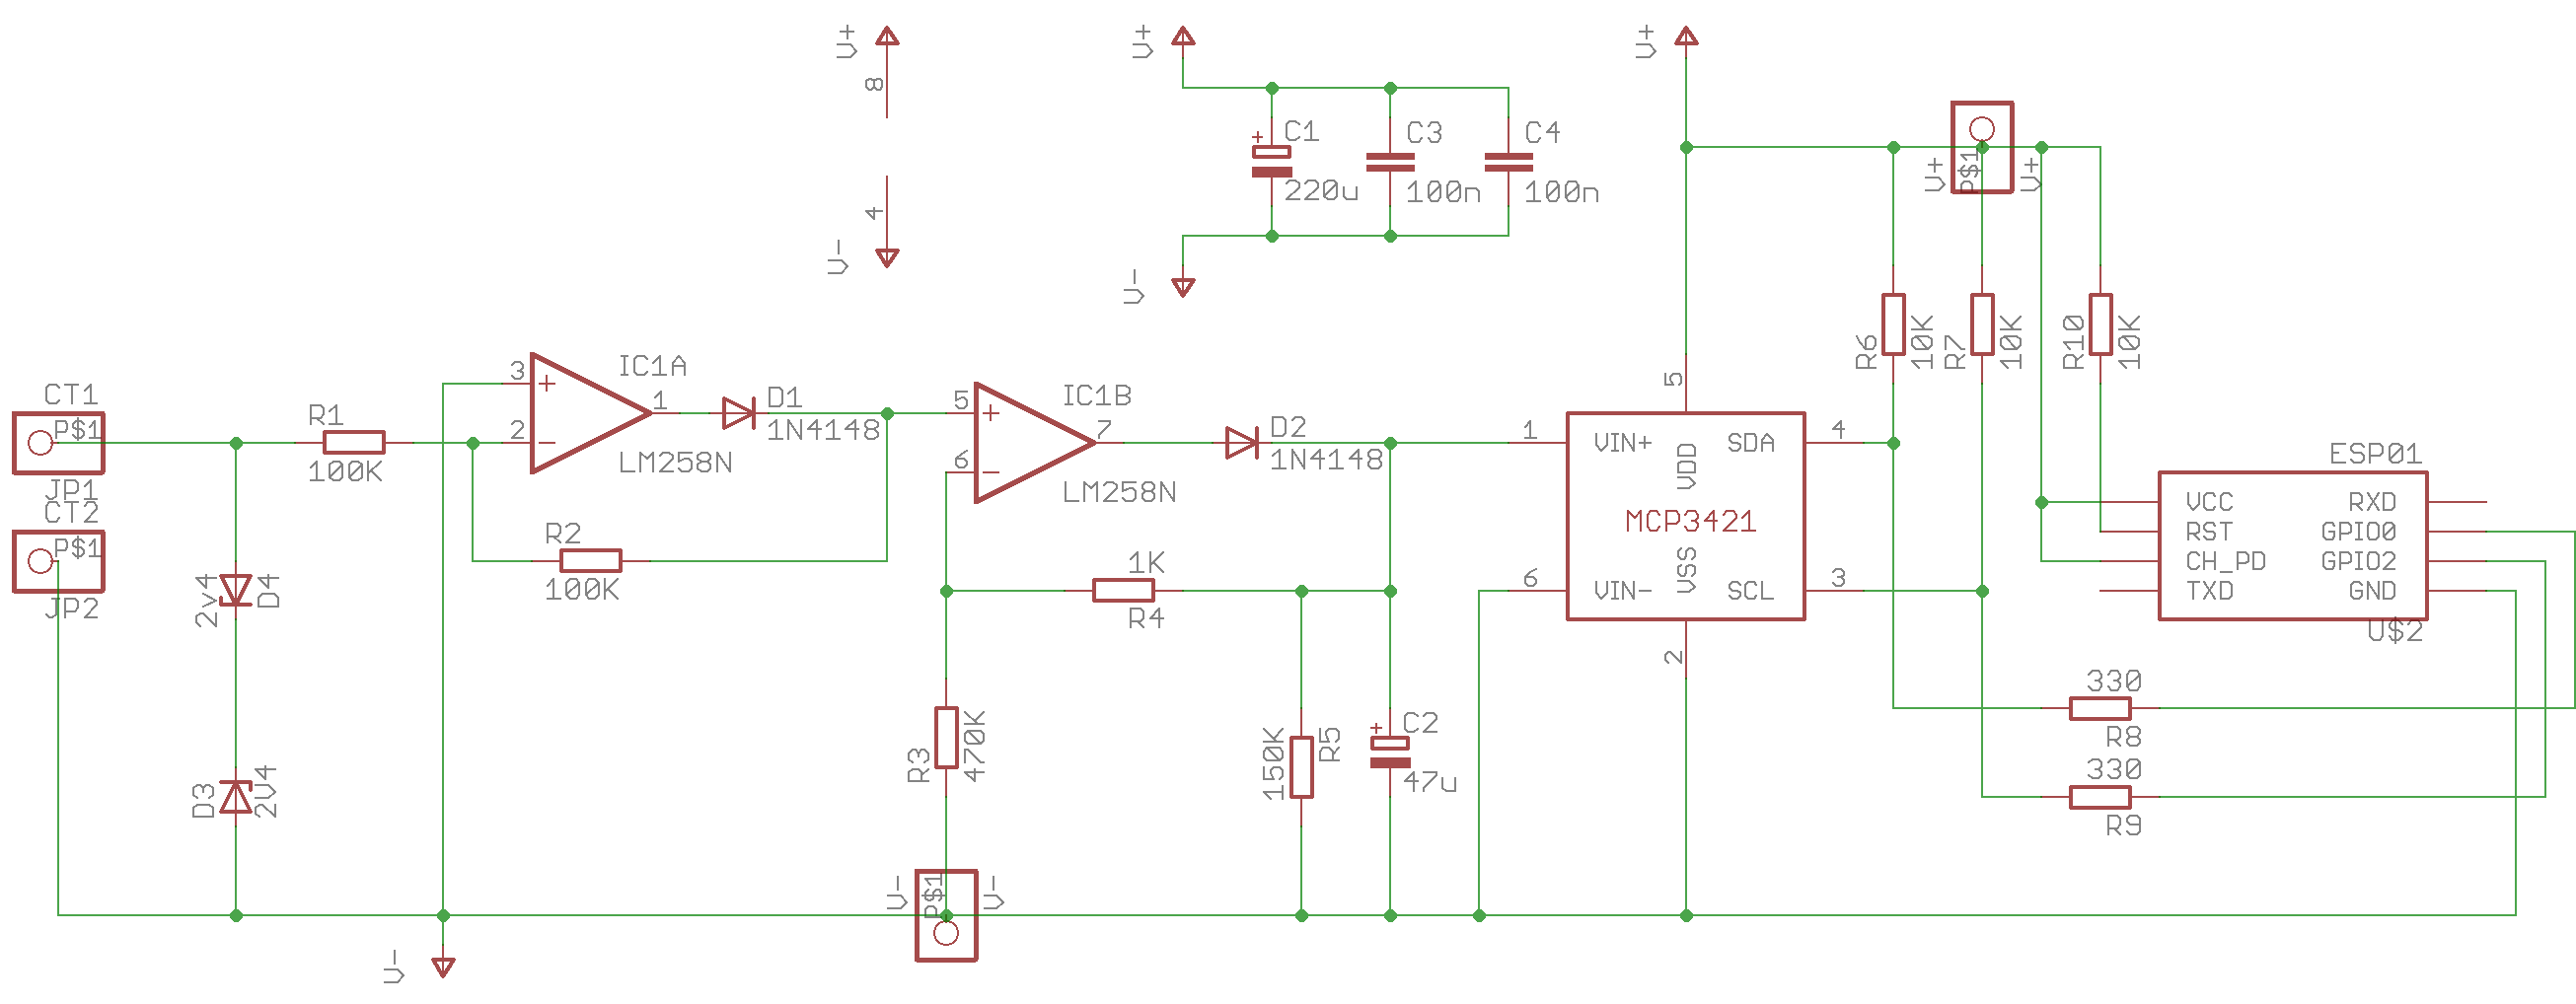 V+
8
4
V-
V+
C1
220u
C3
100n
C4
100n
V-
V+
P$1
V+
V+
R6
10K
R7
10K
R10
10K
CT1
P$1
JP1
CT2
P$1
JP2
R1
100K
2v4
D4
D3
2V4
3
2
1
IC1A
LM258N
D1
1N4148
R2
100K
5
6
7
IC1B
LM258N
D2
1N4148
1K
R4
R3
470K
150K
R5
C2
47u
V-
P$1
V-
V-
5
1
VIN+
VDD
SDA
4
MCP3421
6
VIN-
VSS
SCL
3
2
ESP01
VCC
RXD
RST
GPIO0
CH_PD
GPIO2
TXD
GND
U$2
330
R8
330
R9